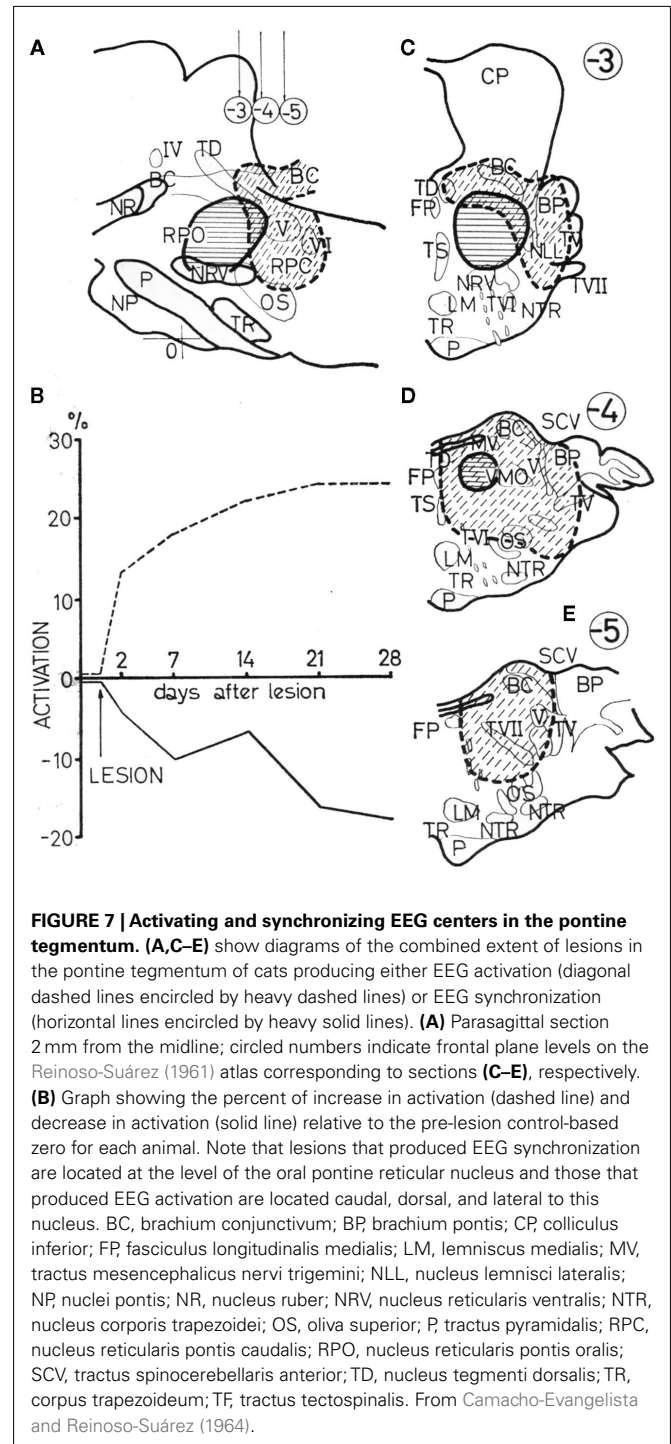 A
-3 -4 -5
IV TD
BC
BC
NR
RPO
V
VI
RPC
NRV
P
NP
OS
TR
0
C
-3
CP
BC
TD
FP
BP
TS
NLL
TV
NRV
TVII
LM TVI NTR
TR
P
B
%
30
20
10
0
-10
-20
ACTIVATION
2 7 14 21 28
days after lesion
LESION
D
-4
SCV
BC
MV
TD
V BP
FP
VMO
TS
TV
TVI OS
LM
NTR
TR
P
E
-5
SCV
BC
BP
FP
V
TVII TV
OS
LM
NTR
TR NTR
P
FIGURE 7 | Activating and synchronizing EEG centers in the pontine
tegmentum. (A,C–E) show diagrams of the combined extent of lesions in
the pontine tegmentum of cats producing either EEG activation (diagonal
dashed lines encircled by heavy dashed lines) or EEG synchronization
(horizontal lines encircled by heavy solid lines). (A) Parasagittal section
2 mm from the midline; circled numbers indicate frontal plane levels on the
Reinoso-Suárez (1961) atlas corresponding to sections (C–E), respectively.
(B) Graph showing the percent of increase in activation (dashed line) and
decrease in activation (solid line) relative to the pre-lesion control-based
zero for each animal. Note that lesions that produced EEG synchronization
are located at the level of the oral pontine reticular nucleus and those that
produced EEG activation are located caudal, dorsal, and lateral to this
nucleus. BC, brachium conjunctivum; BP, brachium pontis; CP, colliculus
inferior; FP, fasciculus longitudinalis medialis; LM, lemniscus medialis; MV,
tractus mesencephalicus nervi trigemini; NLL, nucleus lemnisci lateralis;
NP, nuclei pontis; NR, nucleus ruber; NRV, nucleus reticularis ventralis; NTR,
nucleus corporis trapezoidei; OS, oliva superior; P, tractus pyramidalis; RPC,
nucleus reticularis pontis caudalis; RPO, nucleus reticularis pontis oralis;
SCV, tractus spinocerebellaris anterior; TD, nucleus tegmenti dorsalis; TR,
corpus trapezoideum; TF, tractus tectospinalis. From Camacho-Evangelista
and Reinoso-Suárez (1964).